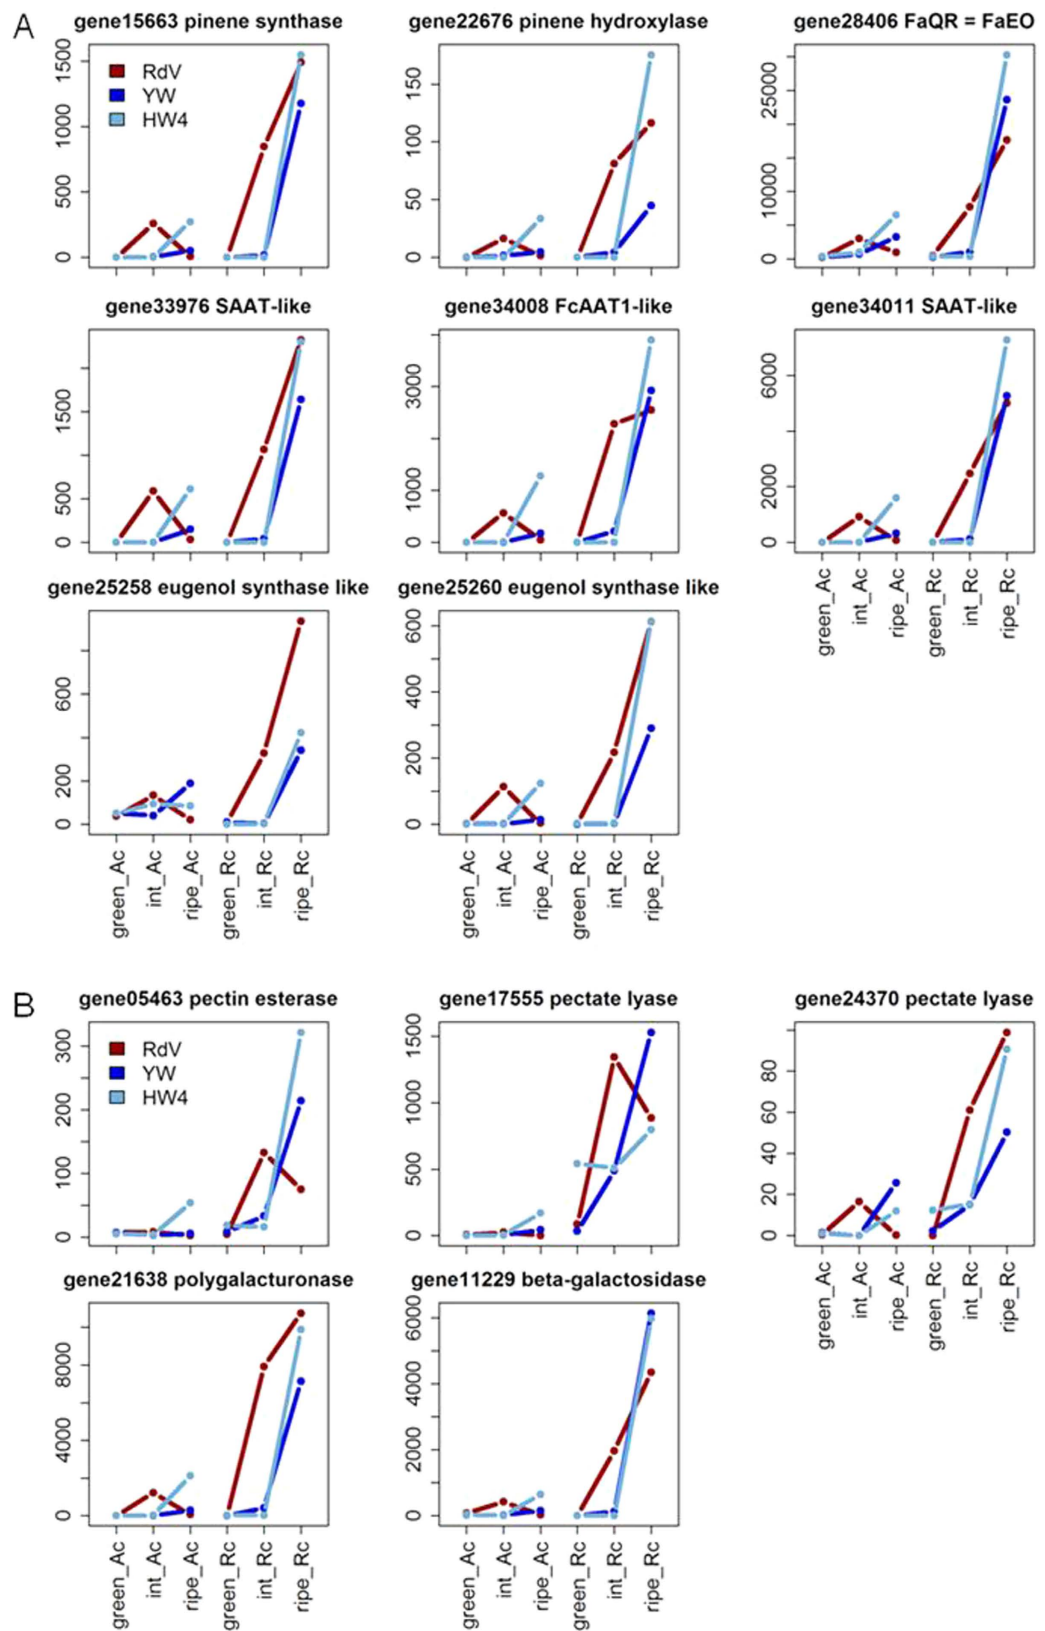 A
gene15663 pinene synthase
1500
1000
500
0
RdV
YW
HW4
gene22676 pinene hydroxylase
150
100
50
0
gene28406 FaQR = FaEO
25000
10000
0
gene33976 SAAT-like
1500
500
0
gene34008 FcAAT1-like
3000
1000
0
gene34011 SAAT-like
6000
2000
0
green_Ac
int_Ac
ripe_Ac
green_Rc
int_Rc
ripe_Rc
gene25258 eugenol synthase like
600
200
0
green_Ac
int_Ac
ripe_Ac
green_Rc
int_Rc
ripe_Rc
gene25260 eugenol synthase like
600
400
200
0
green_Ac
int_Ac
ripe_Ac
green_Rc
int_Rc
ripe_Rc
B
gene05463 pectin esterase
300
200
100
0
RdV
YW
HW4
gene17555 pectate lyase
1500
1000
500
0
gene24370 pectate lyase
80
60
40
20
0
green_Ac
int_Ac
ripe_Ac
green_Rc
int_Rc
ripe_Rc
gene21638 polygalacturonase
8000
4000
0
green_Ac
int_Ac
ripe_Ac
green_Rc
int_Rc
ripe_Rc
gene11229 beta-galactosidase
6000
4000
2000
0
green_Ac
int_Ac
ripe_Ac
green_Rc
int_Rc
ripe_Rc